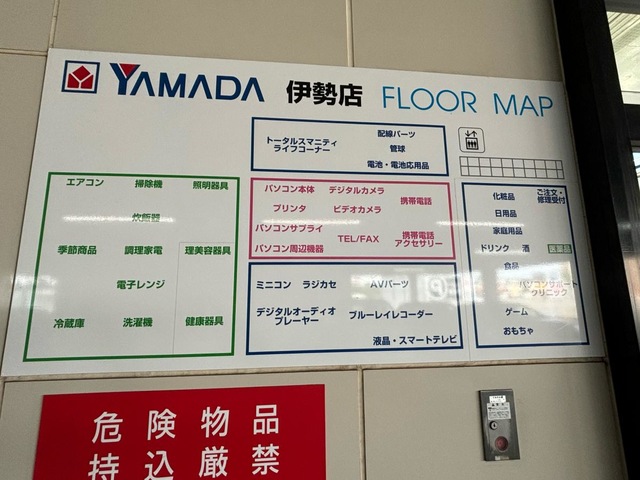 YAMADA 伊勢店 FLOOR MAP
トータルスマニティ
ライフコーナー
配線パーツ
管球
電池・電池応用品
エアコン 掃除機 照明器具
炊飯器
季節商品 調理家電 理美容器具
電子レンジ
冷蔵庫 洗濯機 健康器具
パソコン本体 デジタルカメラ
携帯電話
プリンタ ビデオカメラ
パソコンサプライ
TEL/FAX
携帯電話
アクセサリー
パソコン周辺機器
ミニコン ラジカセ AVパーツ
デジタルオーディオ
プレーヤー
ブルーレイレコーダー
液晶・スマートテレビ
化粧品
ご注文・
修理受付
日用品
家庭用品
ドリンク 酒 医薬品
食品
パソコンサポート
クリニック
ゲーム
おもちゃ
危険物品
持込厳禁